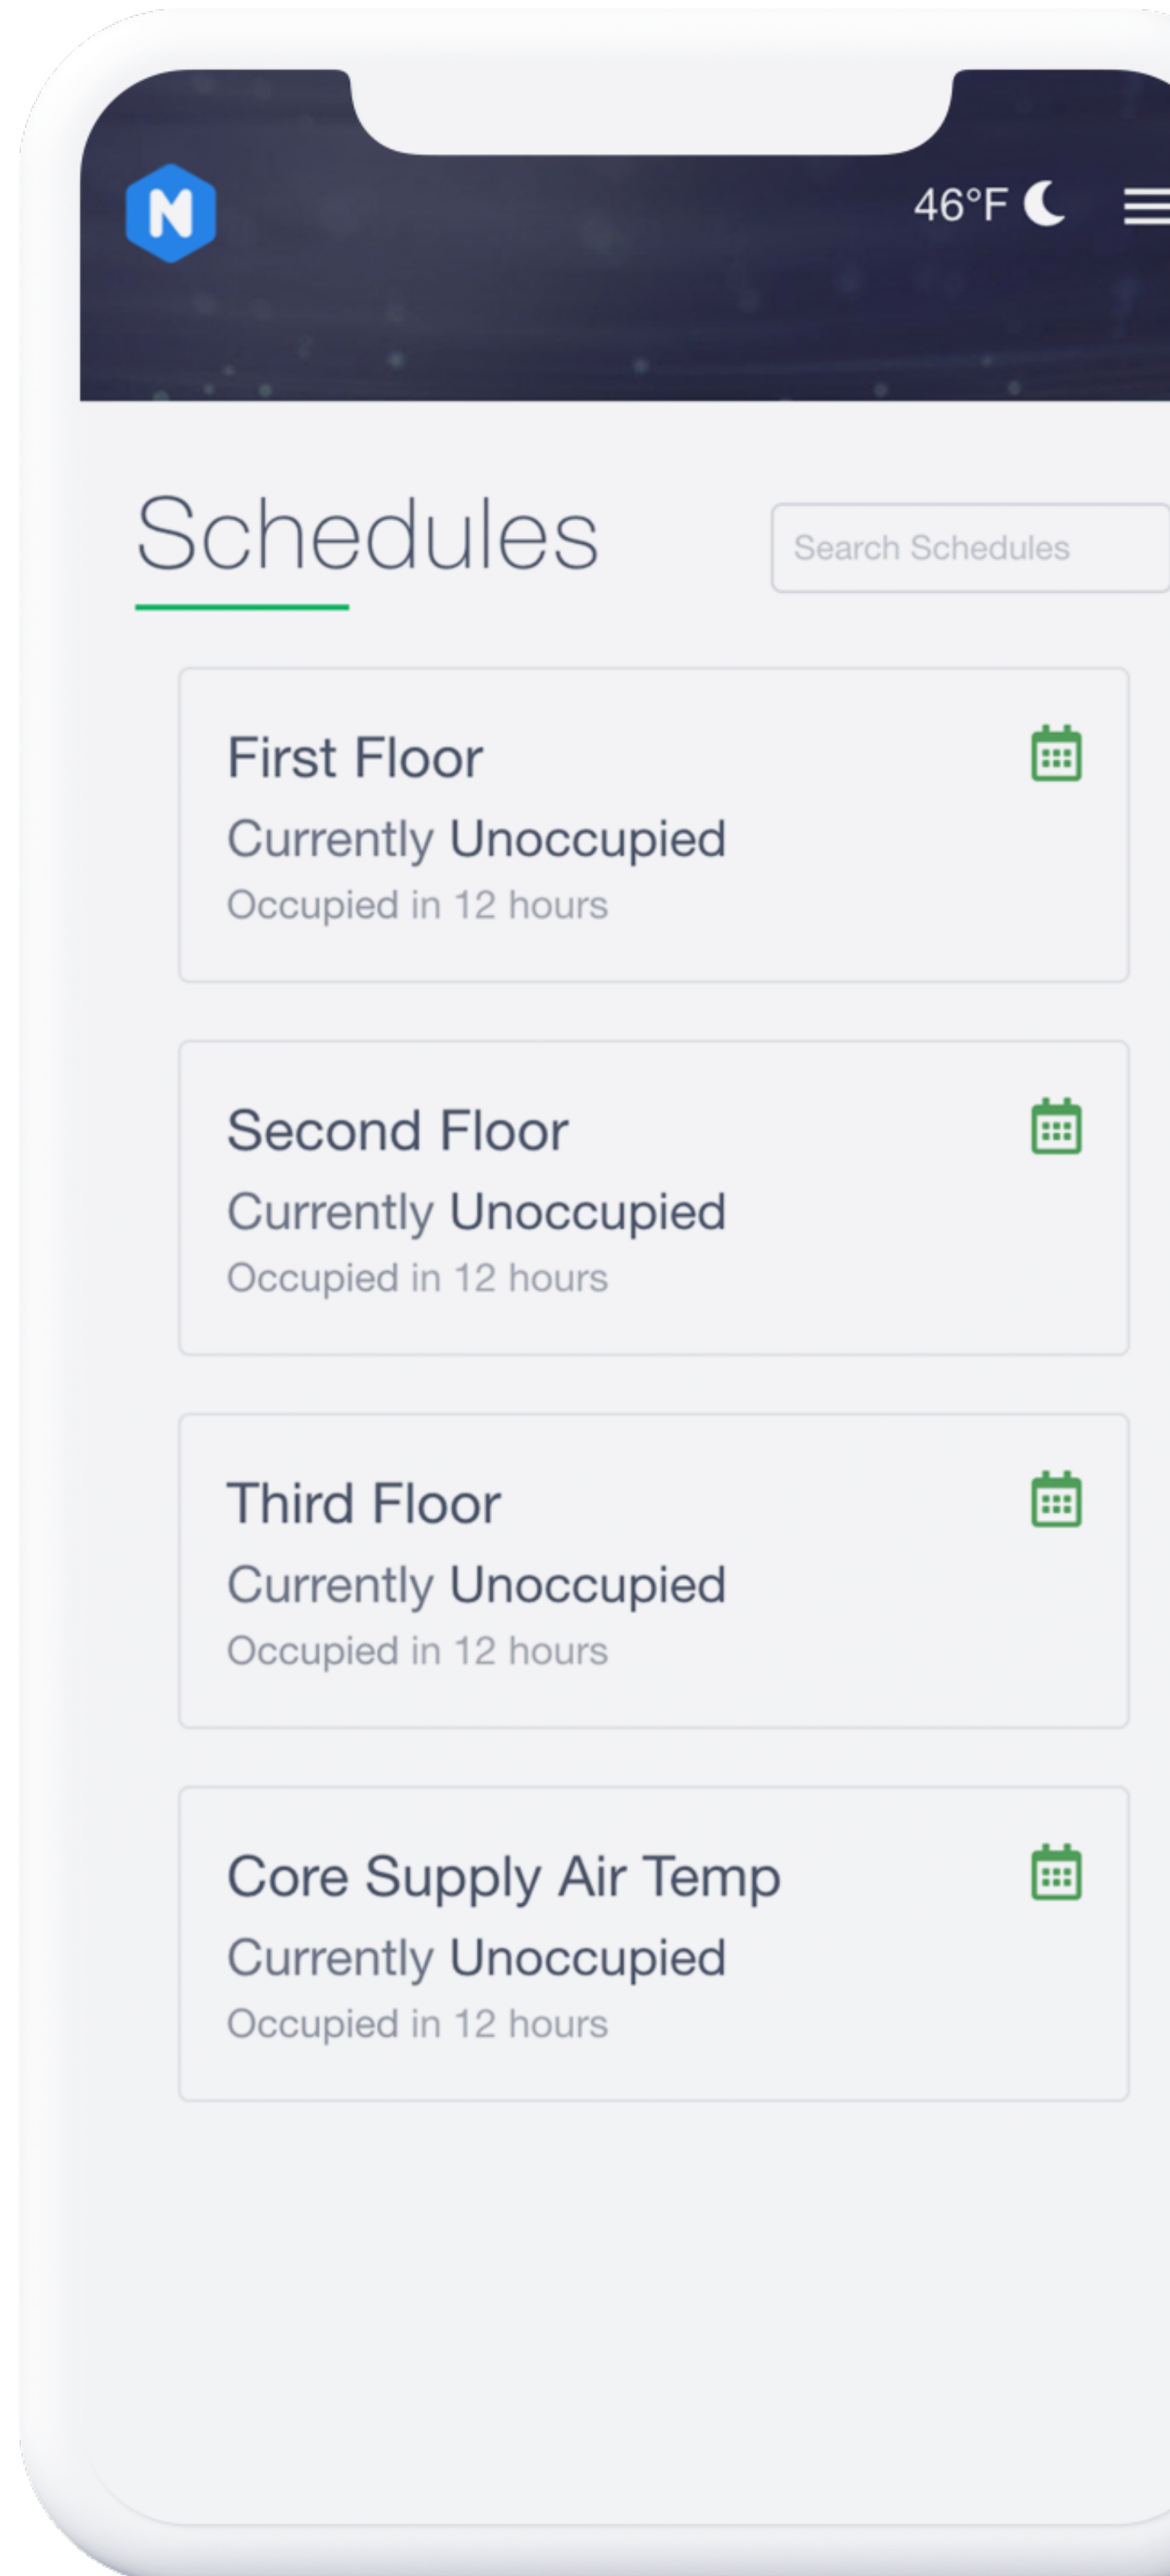 N
46°F
Schedules
Search Schedules
First Floor
Currently Unoccupied
Occupied in 12 hours
Second Floor
Currently Unoccupied
Occupied in 12 hours
Third Floor
Currently Unoccupied
Occupied in 12 hours
Core Supply Air Temp
Currently Unoccupied
Occupied in 12 hours